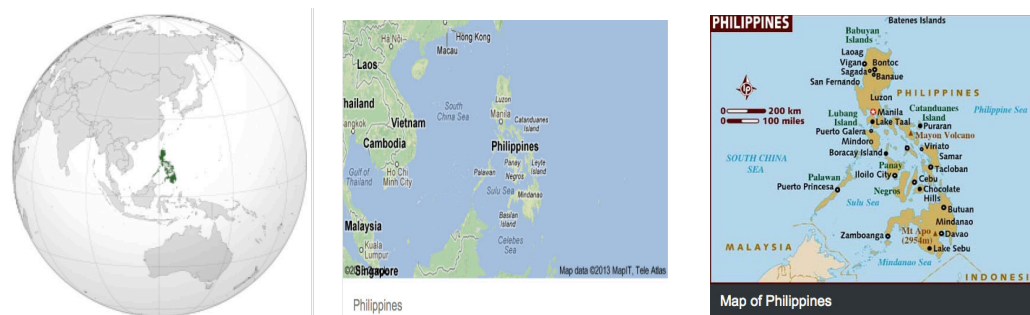 Ha Nội
Hong Kong
Macau
Laos
South
China Sea
Luzon
Manila
Catanduanes
Island
hailand
angkok
Vietnam
Cambodia
Philippines
Gulf of
Thailand
Ho Chi
Minh City
Palawan
Panay
Leyte
Island
Negros
Sulu Sea
Mindanao
Basilan
Island
Celebes
Sea
Malaysia
Kuala
Lumpur
Singapore
Map data ©2013 MapIT, Tele Atlas
Philippines
PHILIPPINES
Batenes Islands
Babuyan
Islands
Laoag
Vigan
Bontoc
Sagada
Banaue
San Fernando
Luzon
PHILIPPINES
Philippine Sea
0 200 km
0 100 miles
Manila
Lubang
Island
Lake Taal
Catanduanes
Island
Puraran
Puerto Galera
Mayon Volcano
Mindoro
Viriato
Boracay Island
Samar
SOUTH CHINA
SEA
Panay
Tacloban
Palawan
Iloilo City
Cebu
Puerto Princesa
Negros
Chocolate
Hills
Sulu Sea
Butuan
Mindanao
Zamboanga
Mt Apo
(2954m)
Davao
MALAYSIA
Lake Sebu
Mindanao Sea
INDONESI
Map of Philippines